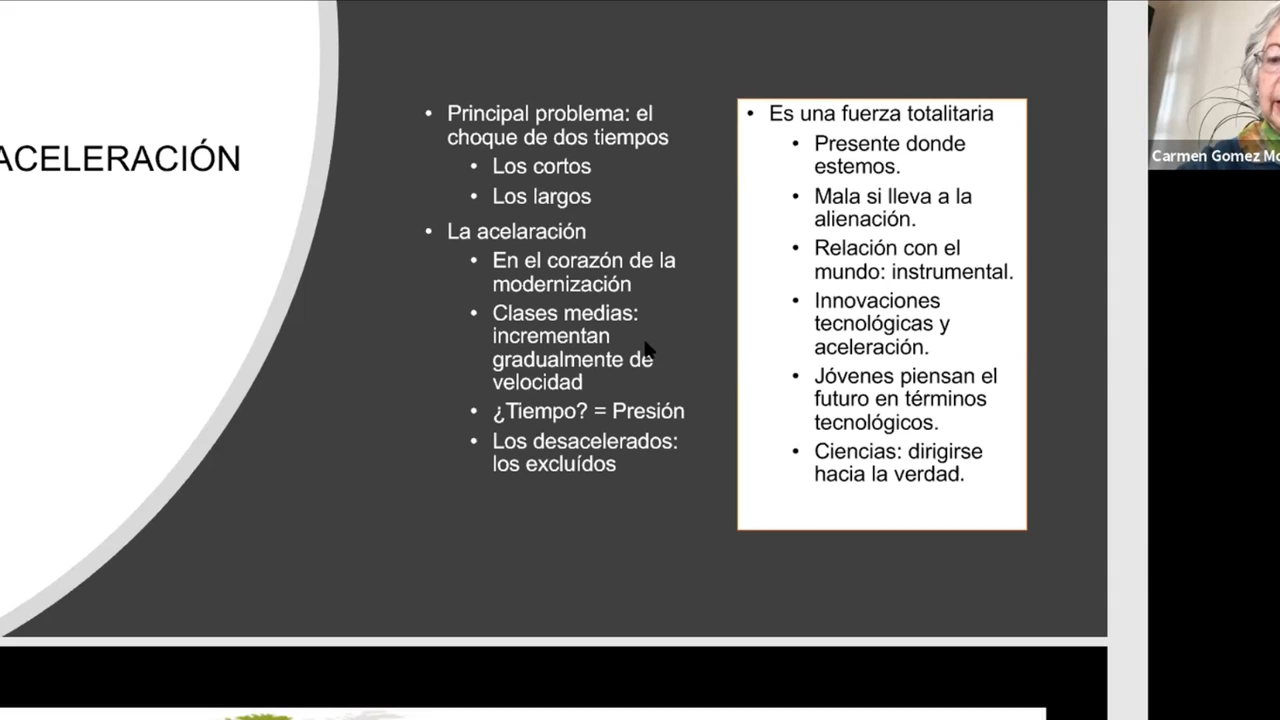 ACELERACIÓN
• Principal problema: el
choque de dos tiempos
• Los cortos
• Los largos
• La acelaración
• En el corazón de la
modernización
• Clases medias:
incrementan
gradualmente de
velocidad
• ¿Tiempo? = Presión
• Los desacelerados:
los excluídos
• Es una fuerza totalitaria
• Presente donde
estemos.
• Mala si lleva a la
alienación.
• Relación con el
mundo: instrumental.
• Innovaciones
tecnológicas y
aceleración.
• Jóvenes piensan el
futuro en términos
tecnológicos.
• Ciencias: dirigirse
hacia la verdad.
Carmen Gomez Mo